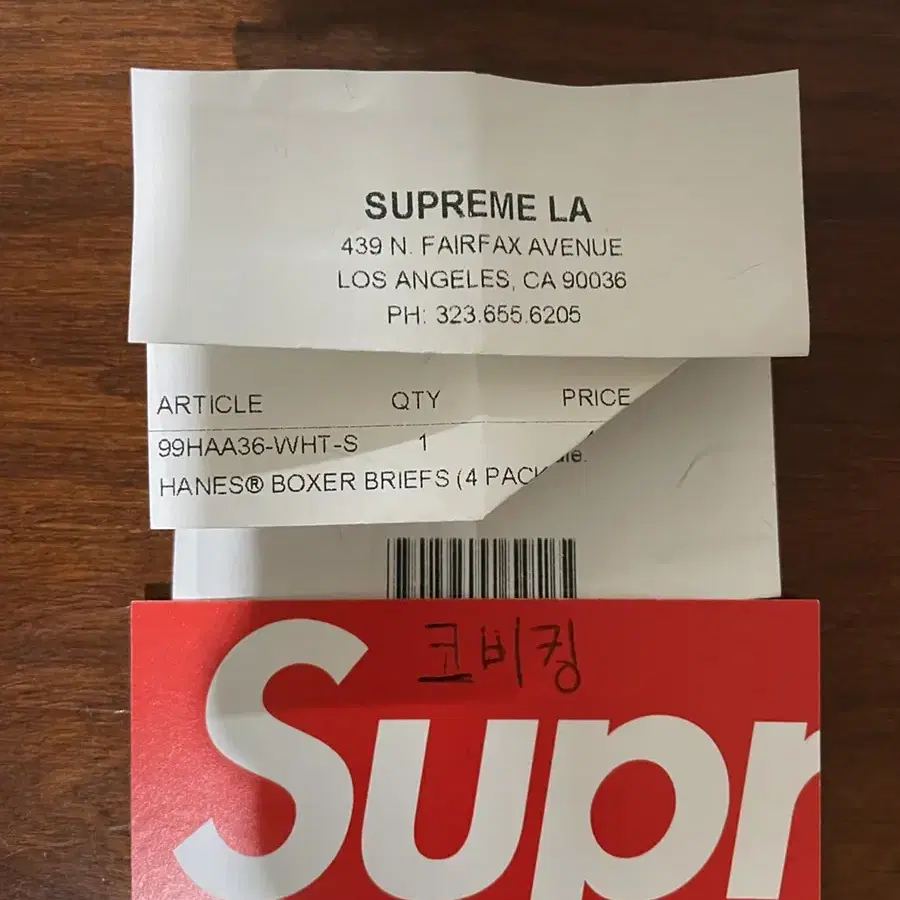 SUPREME LA
439 N. FAIRFAX AVENUE
LOS ANGELES, CA 90036
PH: 323.655.6205
ARTICLE QTY PRICE
99HAA36-WHT-S 1
HANES® BOXER BRIEFS (4 PACK
코비킹
Supr